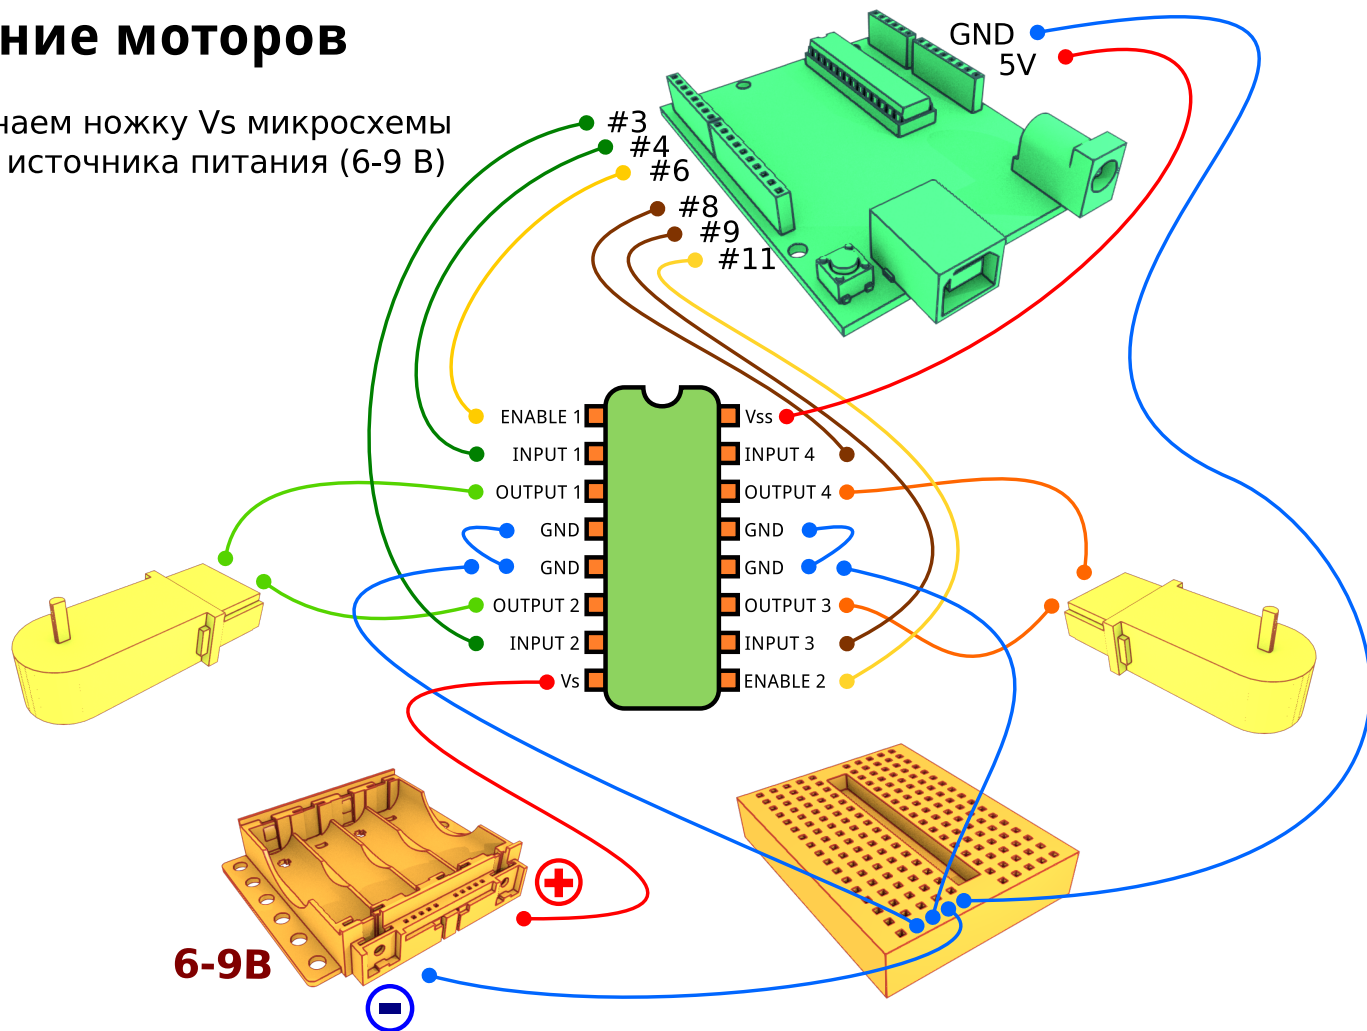 ние моторов
наем ножку Vs микросхемы
источника питания (6-9 В)
GND
5V
#3
#4
#6
#8
#9
#11
ENABLE 1
INPUT 1
OUTPUT 1
GND
GND
OUTPUT 2
INPUT 2
Vs
Vss
INPUT 4
OUTPUT 4
GND
GND
OUTPUT 3
INPUT 3
ENABLE 2
6-9В